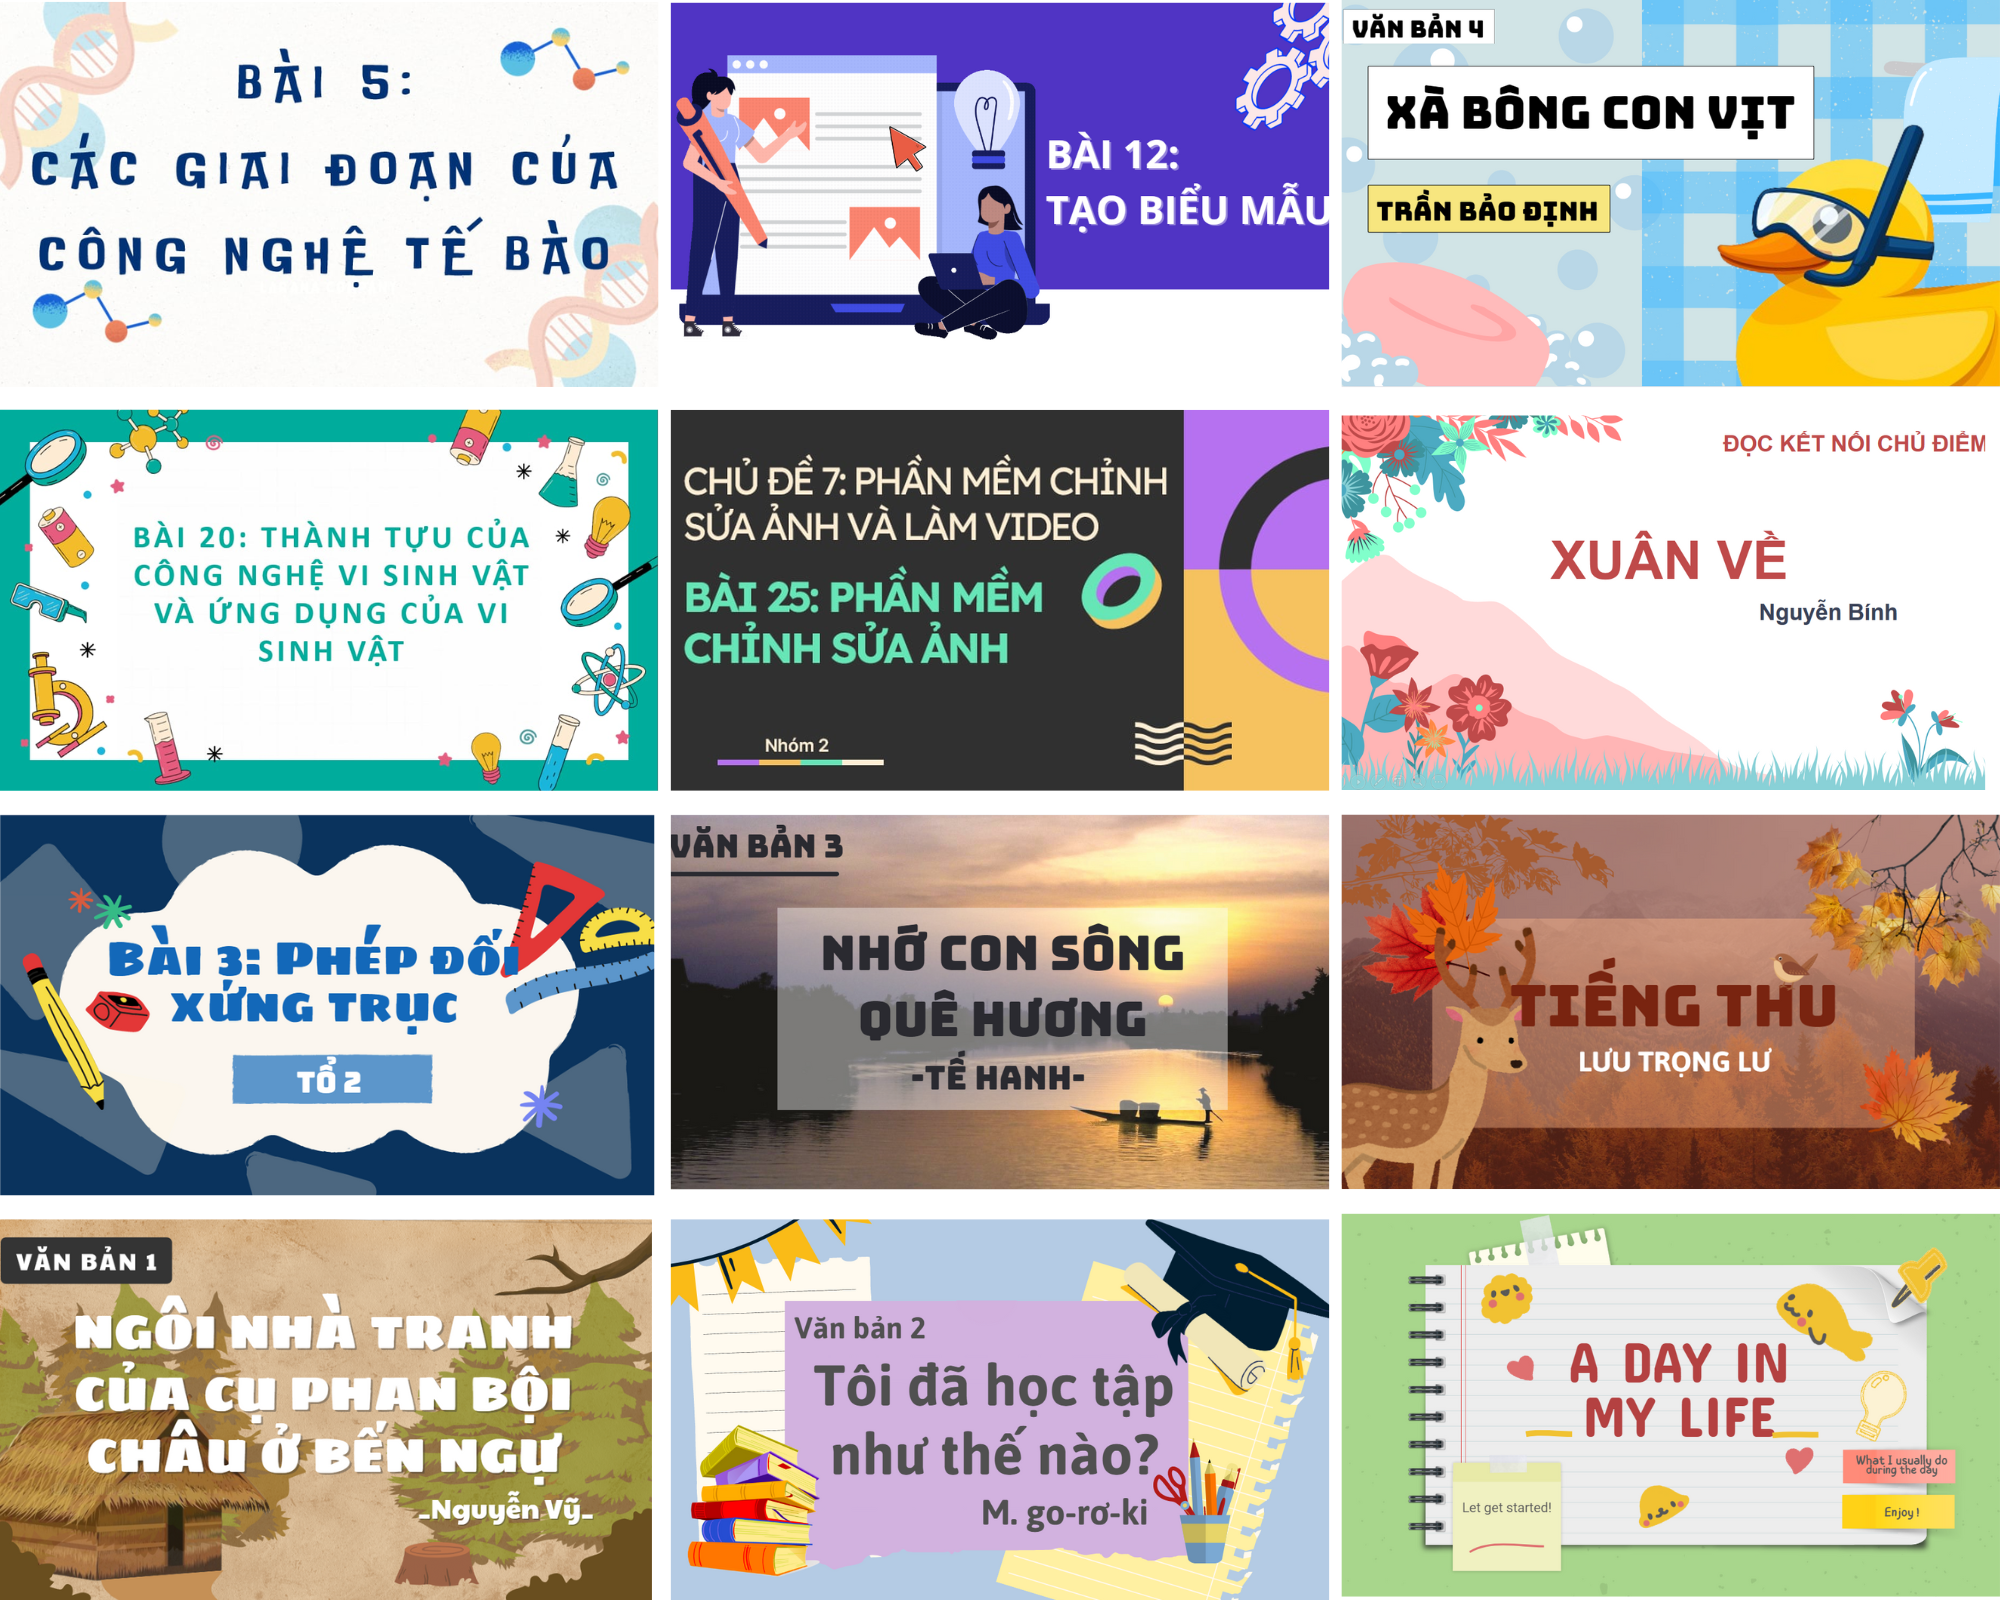 BÀI 5:
CÁC GIAI ĐOẠN CỦA
CÔNG NGHỆ TẾ BÀO
BÀI 12:
TẠO BIỂU MẪU
VĂN BẢN 4
XÀ BÔNG CON VỊT
TRẦN BẢO ĐỊNH
BÀI 20: THÀNH TỰU CỦA
CÔNG NGHỆ VI SINH VẬT
VÀ ỨNG DỤNG CỦA VI
SINH VẬT
CHỦ ĐỀ 7: PHẦN MỀM CHỈNH
SỬA ẢNH VÀ LÀM VIDEO
BÀI 25: PHẦN MỀM
CHỈNH SỬA ẢNH
Nhóm 2
ĐỌC KẾT NỐI CHỦ ĐIỂM
XUÂN VỀ
Nguyễn Bính
BÀI 3: PHÉP ĐỐI
XỨNG TRỤC
TỔ 2
VĂN BẢN 3
NHỚ CON SÔNG
QUÊ HƯƠNG
-TẾ HANH-
TIẾNG THU
LƯU TRỌNG LƯ
VĂN BẢN 1
NGÔI NHÀ TRANH
CỦA CỤ PHAN BỘI
CHÂU Ở BẾN NGỰ
_Nguyễn Vỹ_
Văn bản 2
Tôi đã học tập
như thế nào?
M. go-rơ-ki
A DAY IN
MY LIFE
What I usually do
during the day
Let get started!
Enjoy!